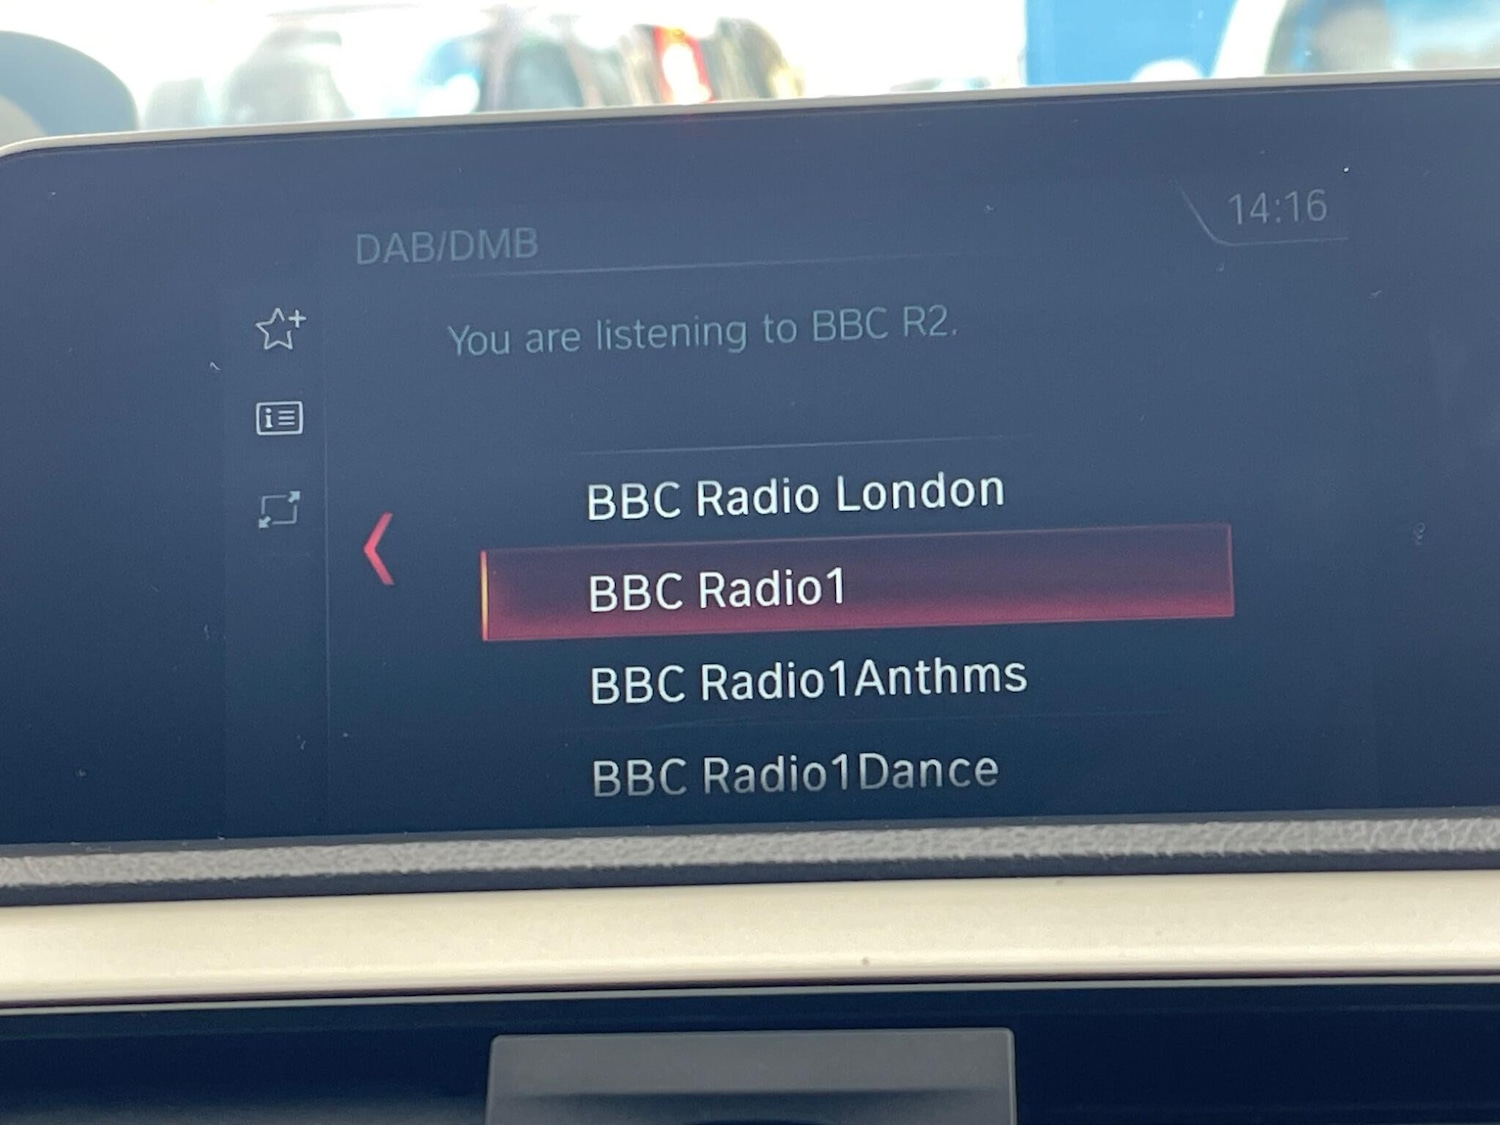 DAB/DMB
14:16
You are listening to BBC R2.
BBC Radio London
BBC Radio1
BBC Radio1Anthms
BBC Radio1Dance